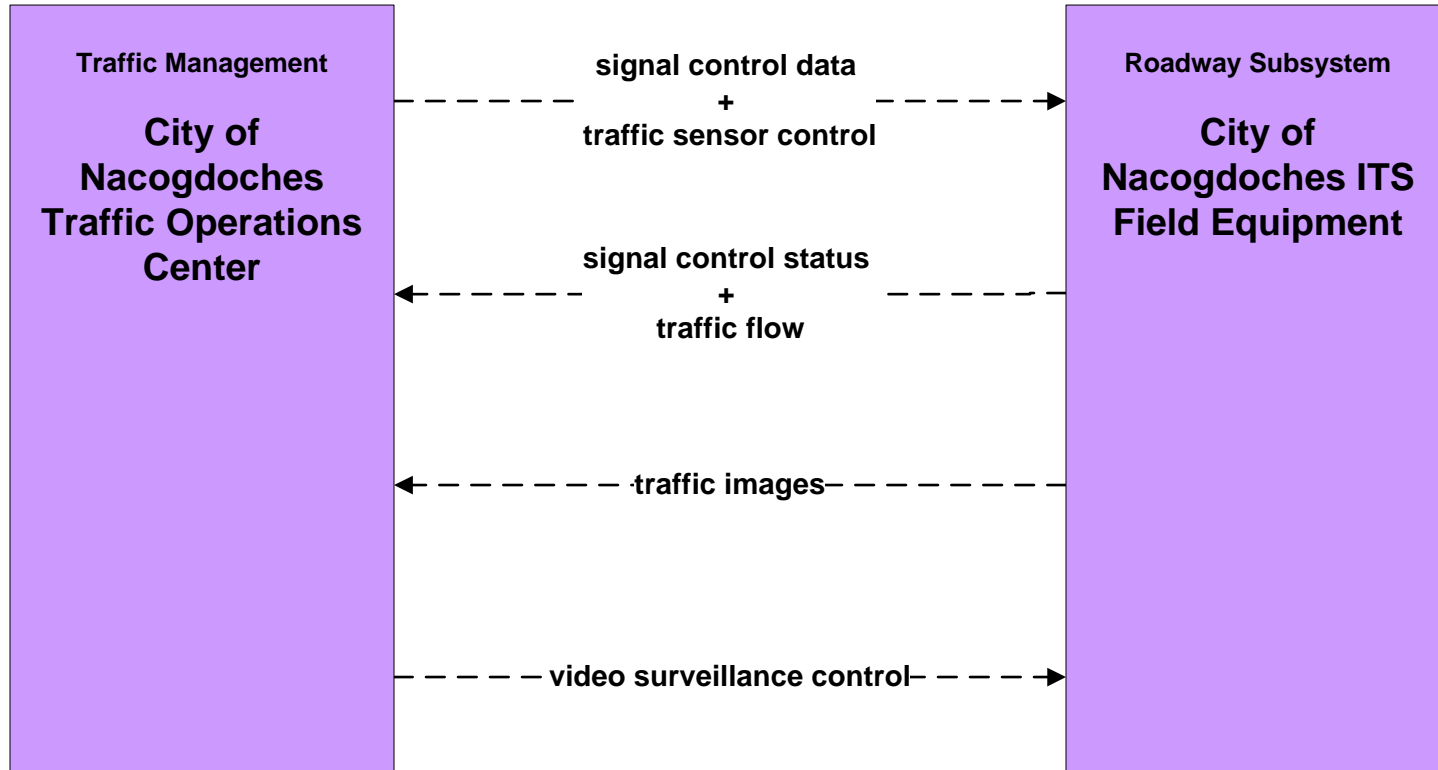 Traffic Management
City of
Nacogdoches
Traffic Operations
Center
signal control data
+
traffic sensor control
signal control status
+
traffic flow
traffic images
video surveillance control
Roadway Subsystem
City of
Nacogdoches ITS
Field Equipment